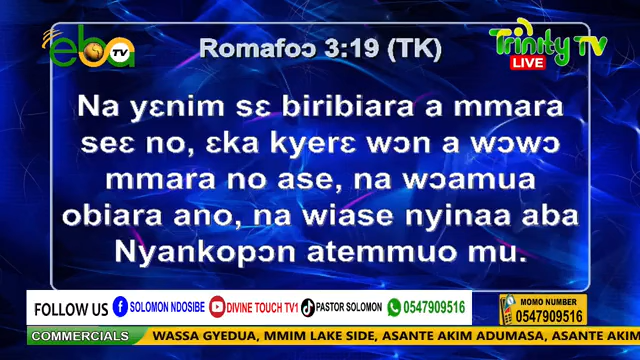 eba TV
Romafoɔ 3:19 (TK)
Trinity TV
LIVE
Na yɛnim sɛ biribiara a mmara
seɛ no, ɛka kyerɛ wɔn a wɔwɔ
mmara no ase, na wɔamua
obiara ano, na wiase nyinaa aba
Nyankopɔn atemmuo mu.
FOLLOW US SOLOMON NDOSIBE DIVINE TOUCH TV1 PASTOR SOLOMON 0547909516
MOMO NUMBER
0547909516
COMMERCIALS WASSA GYEDUA, MMIM LAKE SIDE, ASANTE AKIM ADUMASA, ASANTE AKIM